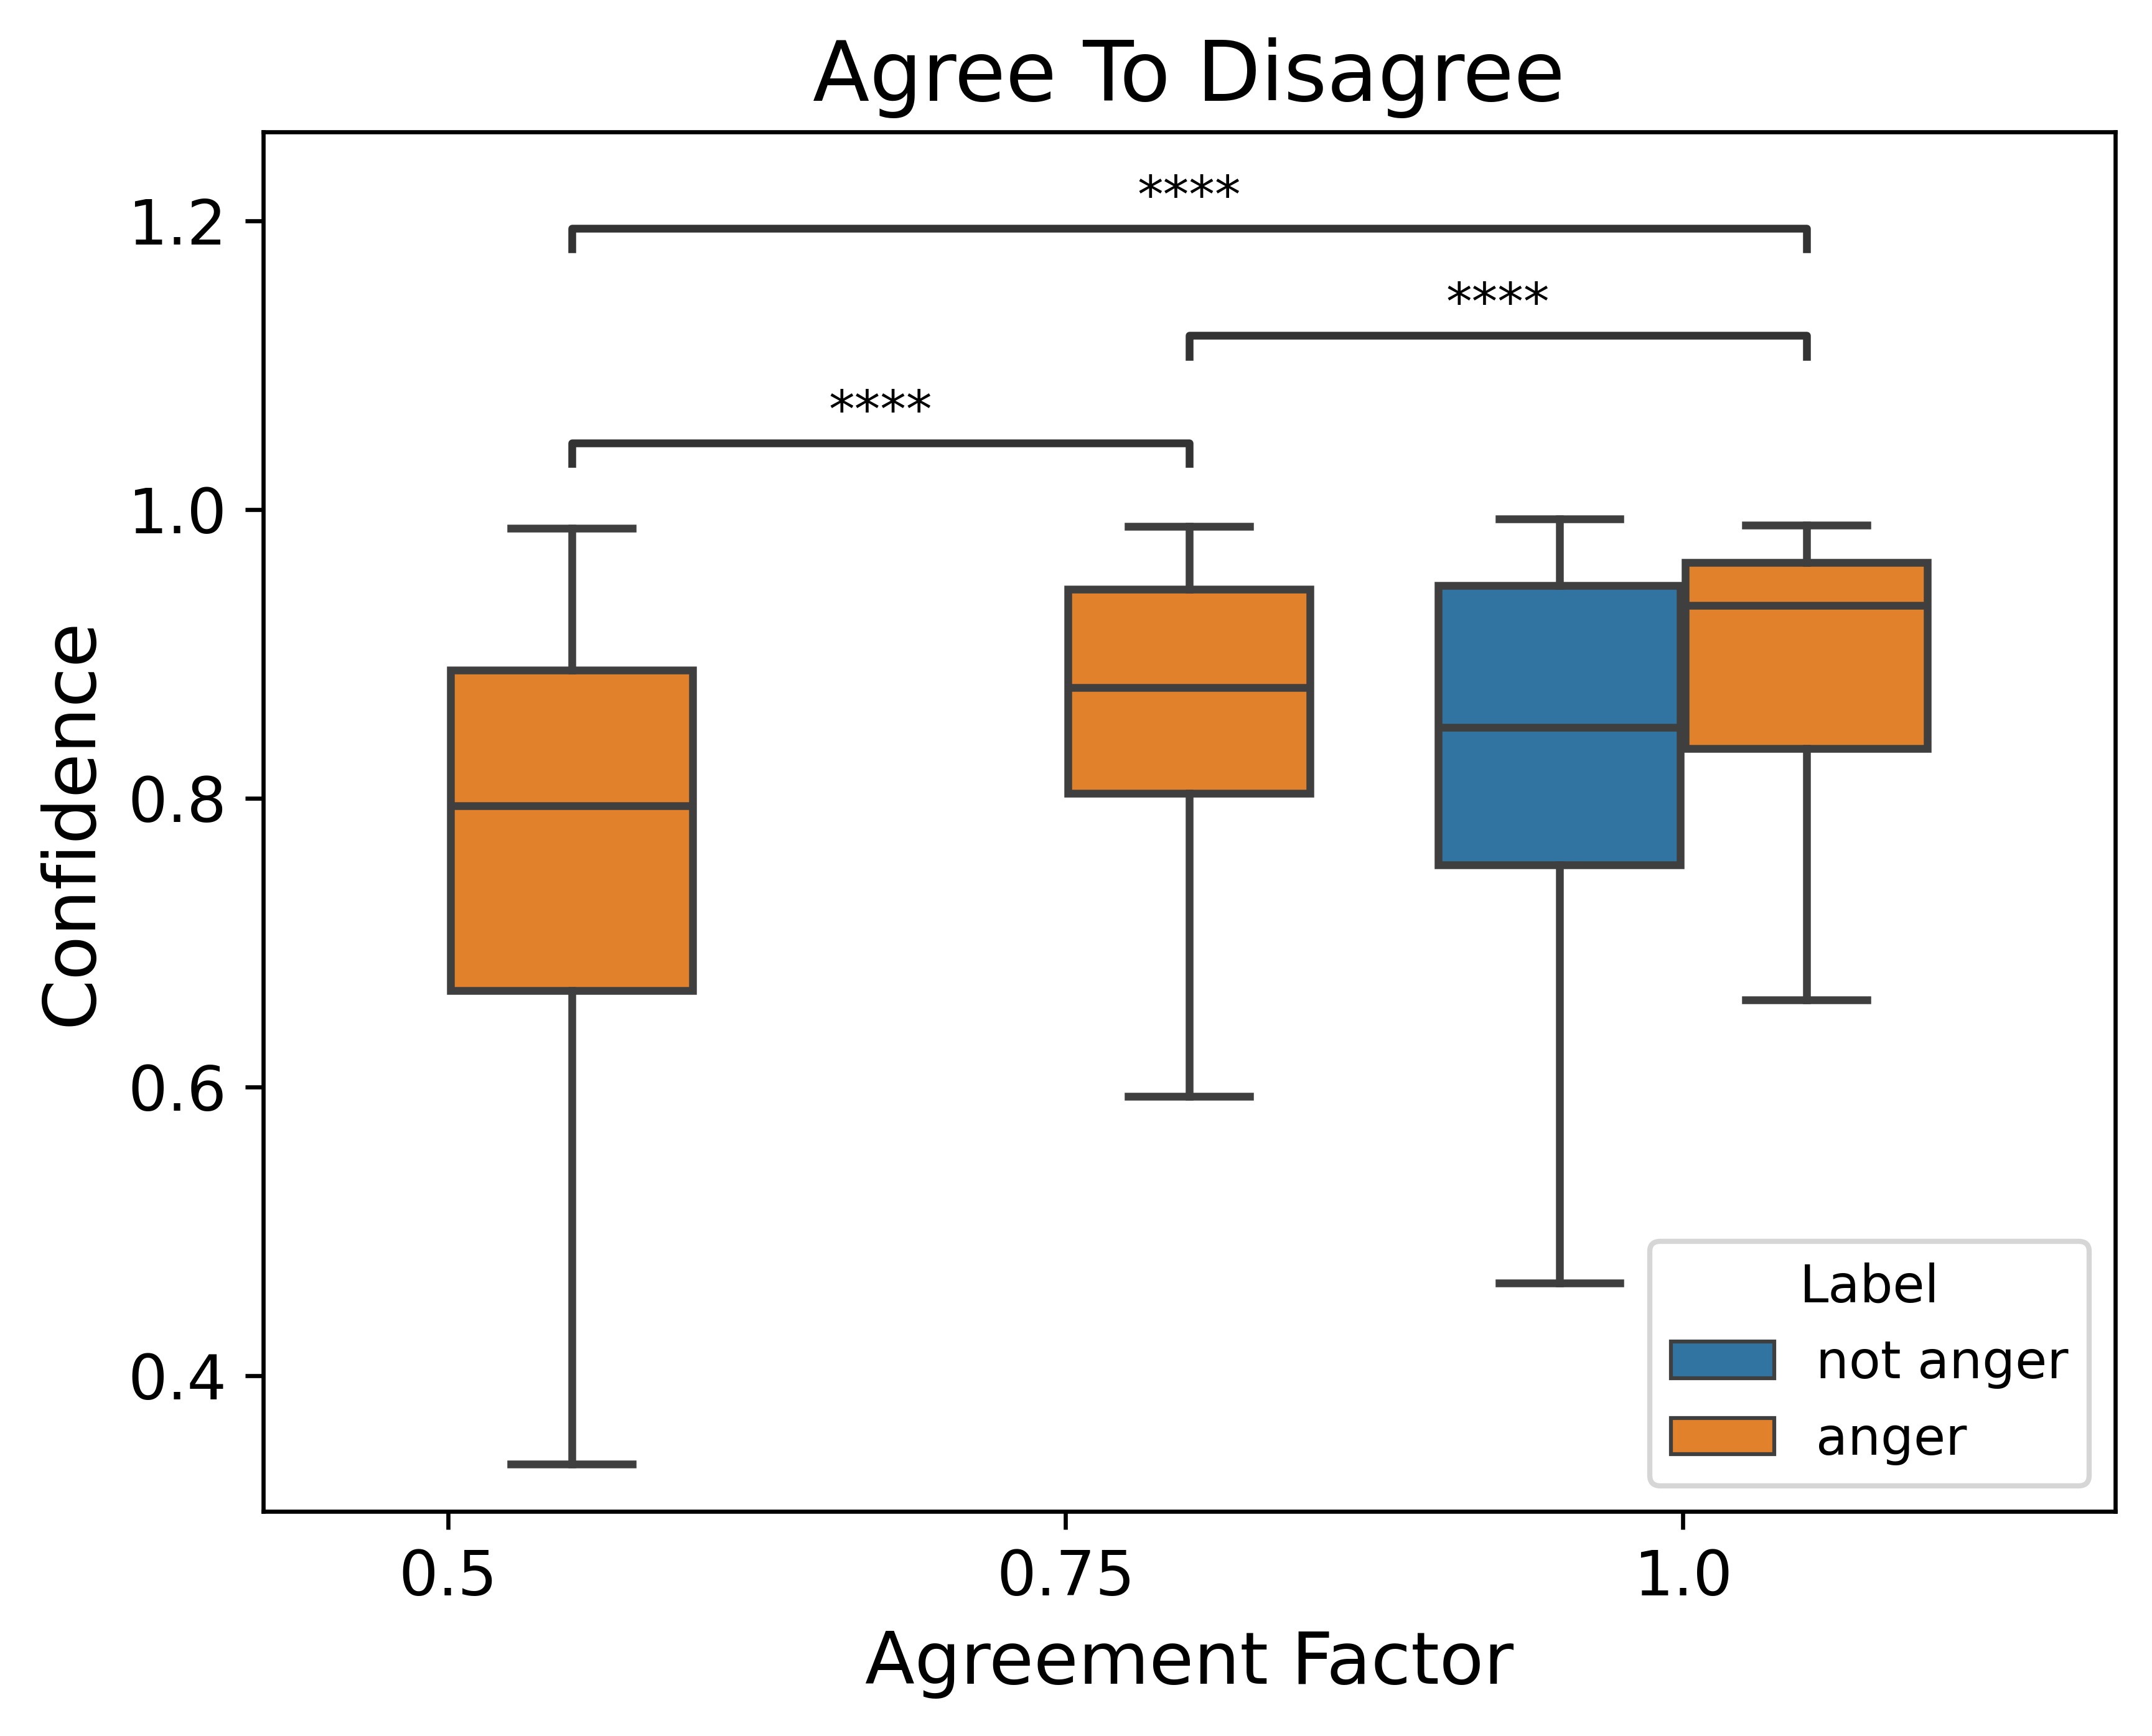 Agree To Disagree
****
****
****
1.2
1.0
0.8
0.6
0.4
Confidence
0.5 0.75 1.0
Agreement Factor
Label
not anger
anger